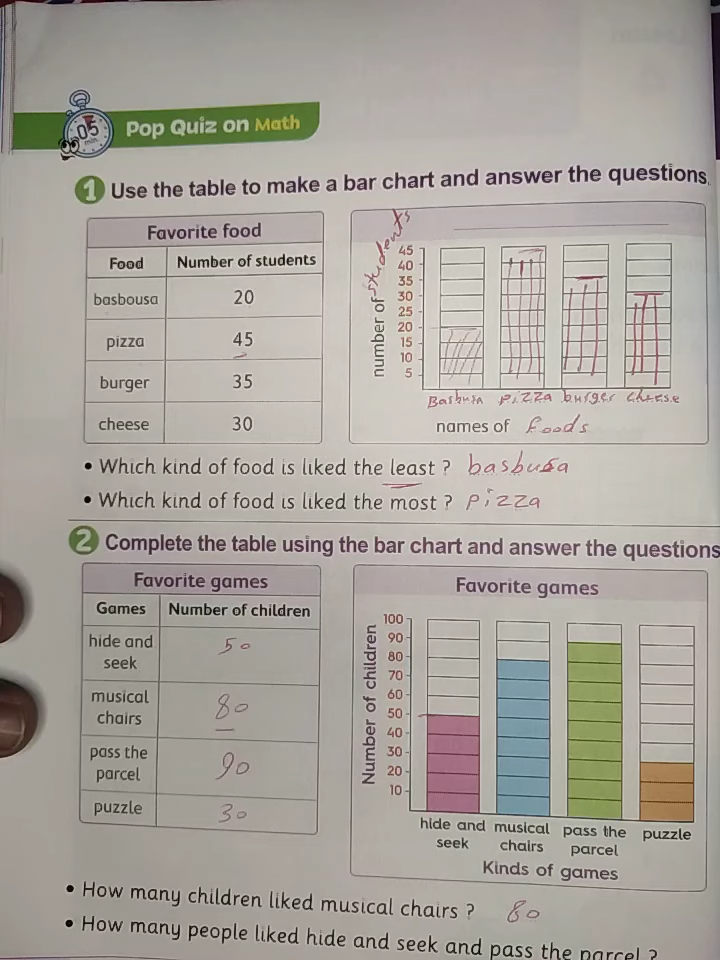 05
min
Pop Quiz on Math
1 Use the table to make a bar chart and answer the questions.
Favorite food
Food Number of students
basbousa 20
pizza 45
burger 35
cheese 30
number of students
45
40
35
30
25
20
15
10
5
Basbusa pizza burger cheese
names of foods
• Which kind of food is liked the least ? basbusa
• Which kind of food is liked the most ? pizza
2 Complete the table using the bar chart and answer the questions
Favorite games
Games Number of children
hide and seek 50
musical chairs 80
pass the parcel 90
puzzle 30
Favorite games
Number of children
100
90
80
70
60
50
40
30
20
10
hide and seek musical chairs pass the parcel puzzle
Kinds of games
• How many children liked musical chairs ? 80
• How many people liked hide and seek and pass the parcel ?